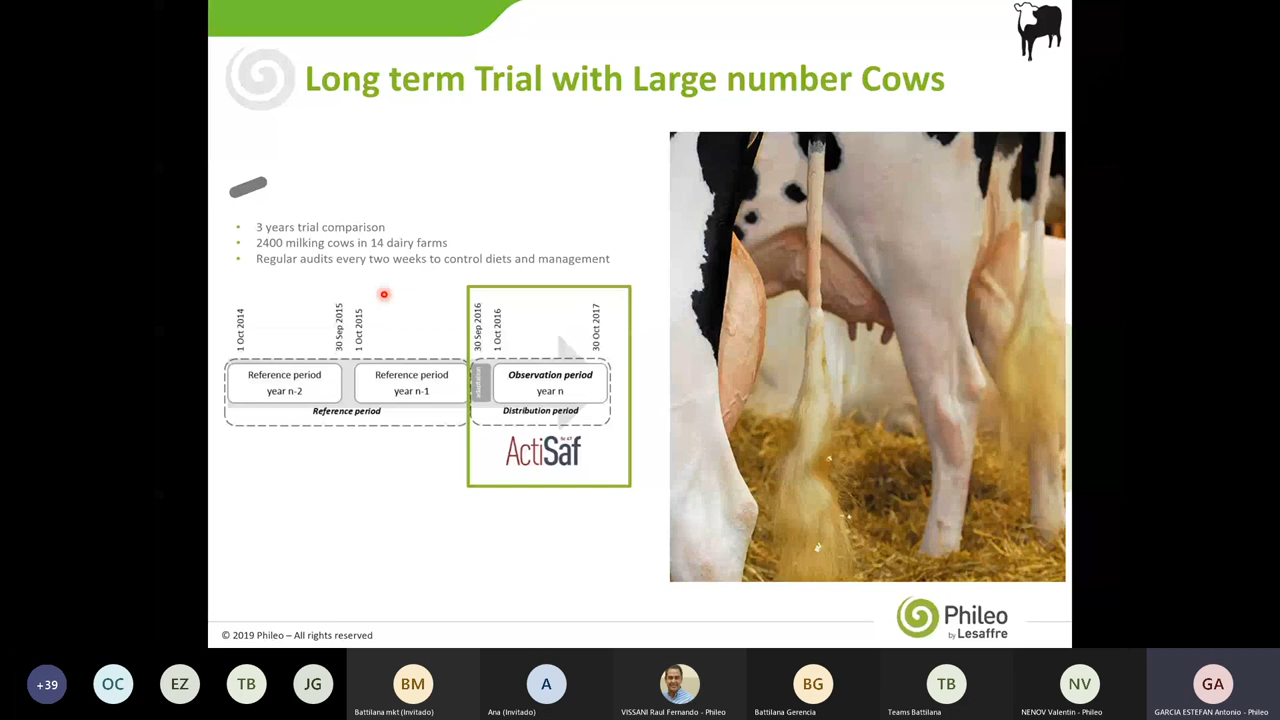 Long term Trial with Large number Cows
3 years trial comparison
2400 milking cows in 14 dairy farms
Regular audits every two weeks to control diets and management
1 Oct 2014
30 Sep 2015
1 Oct 2015
30 Sep 2016
1 Oct 2016
30 Oct 2017
Reference period
year n-2
Reference period
year n-1
adaptation
Observation period
year n
Reference period
Distribution period
ActiSaf
Sc 47
Phileo
by Lesaffre
© 2019 Phileo – All rights reserved
+39
OC
EZ
TB
JG
BM
Battilana mkt (Invitado)
A
Ana (Invitado)
VISSANI Raul Fernando - Phileo
BG
Battilana Gerencia
TB
Teams Battilana
NV
NENOV Valentin - Phileo
GA
GARCIA ESTEFAN Antonio - Phileo